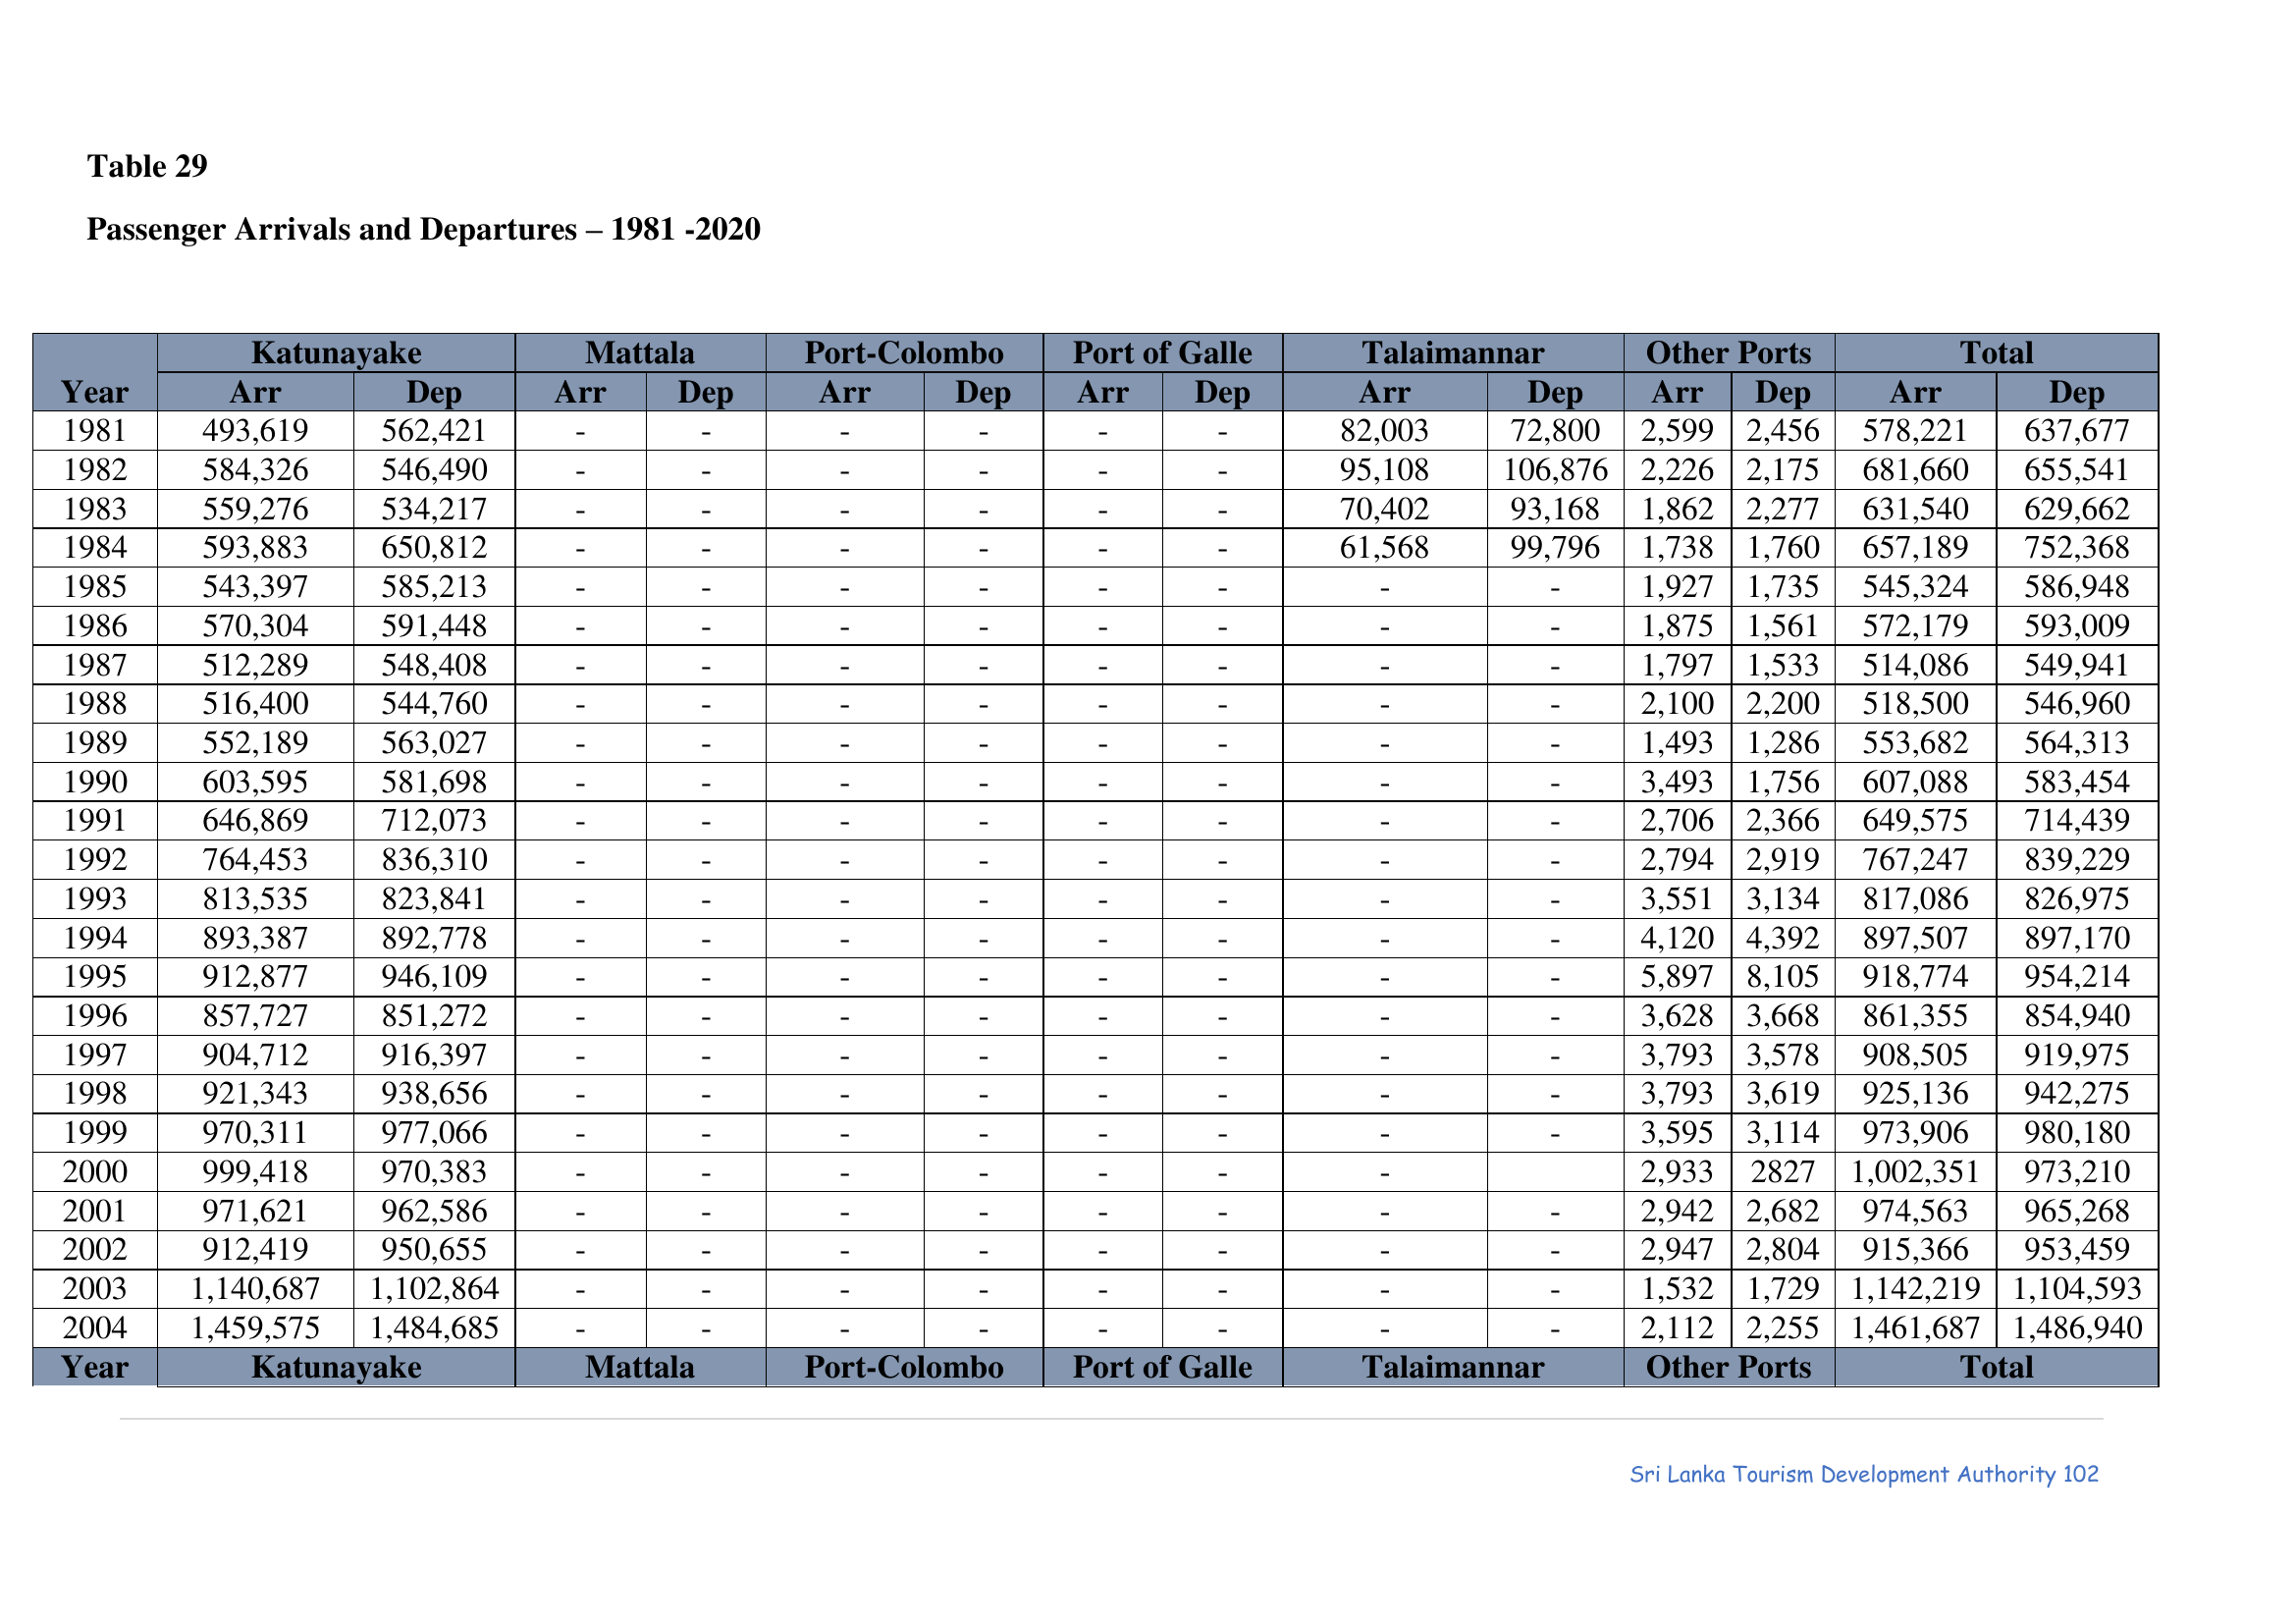 Table 29
Passenger Arrivals and Departures – 1981 -2020
Year Katunayake Mattala Port-Colombo Port of Galle Talaimannar Other Ports Total
Arr Dep Arr Dep Arr Dep Arr Dep Arr Dep Arr Dep Arr Dep
1981 493,619 562,421 - - - - - - 82,003 72,800 2,599 2,456 578,221 637,677
1982 584,326 546,490 - - - - - - 95,108 106,876 2,226 2,175 681,660 655,541
1983 559,276 534,217 - - - - - - 70,402 93,168 1,862 2,277 631,540 629,662
1984 593,883 650,812 - - - - - - 61,568 99,796 1,738 1,760 657,189 752,368
1985 543,397 585,213 - - - - - - - - 1,927 1,735 545,324 586,948
1986 570,304 591,448 - - - - - - - - 1,875 1,561 572,179 593,009
1987 512,289 548,408 - - - - - - - - 1,797 1,533 514,086 549,941
1988 516,400 544,760 - - - - - - - - 2,100 2,200 518,500 546,960
1989 552,189 563,027 - - - - - - - - 1,493 1,286 553,682 564,313
1990 603,595 581,698 - - - - - - - - 3,493 1,756 607,088 583,454
1991 646,869 712,073 - - - - - - - - 2,706 2,366 649,575 714,439
1992 764,453 836,310 - - - - - - - - 2,794 2,919 767,247 839,229
1993 813,535 823,841 - - - - - - - - 3,551 3,134 817,086 826,975
1994 893,387 892,778 - - - - - - - - 4,120 4,392 897,507 897,170
1995 912,877 946,109 - - - - - - - - 5,897 8,105 918,774 954,214
1996 857,727 851,272 - - - - - - - - 3,628 3,668 861,355 854,940
1997 904,712 916,397 - - - - - - - - 3,793 3,578 908,505 919,975
1998 921,343 938,656 - - - - - - - - 3,793 3,619 925,136 942,275
1999 970,311 977,066 - - - - - - - - 3,595 3,114 973,906 980,180
2000 999,418 970,383 - - - - - - - 2,933 2827 1,002,351 973,210
2001 971,621 962,586 - - - - - - - - 2,942 2,682 974,563 965,268
2002 912,419 950,655 - - - - - - - - 2,947 2,804 915,366 953,459
2003 1,140,687 1,102,864 - - - - - - - - 1,532 1,729 1,142,219 1,104,593
2004 1,459,575 1,484,685 - - - - - - - - 2,112 2,255 1,461,687 1,486,940
Year Katunayake Mattala Port-Colombo Port of Galle Talaimannar Other Ports Total
Sri Lanka Tourism Development Authority 102